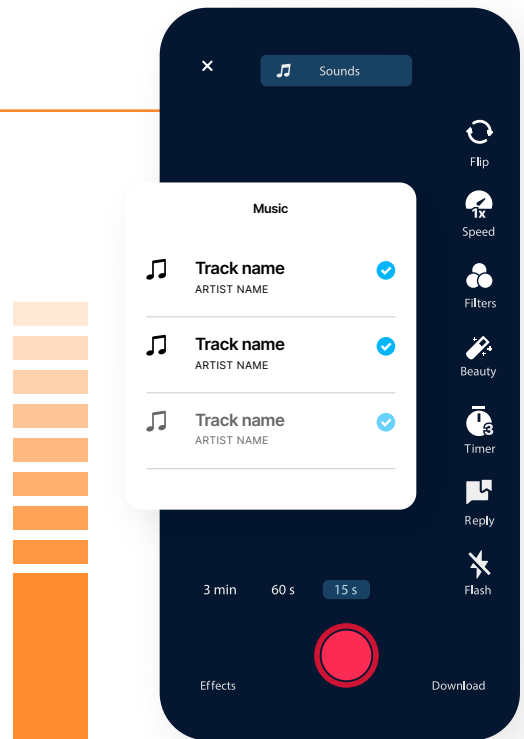 Sounds
Flip
1x
Speed
Music
Track name
ARTIST NAME
Track name
ARTIST NAME
Track name
ARTIST NAME
Filters
Beauty
3
Timer
Reply
Flash
3 min 60 s 15 s
Effects
Download